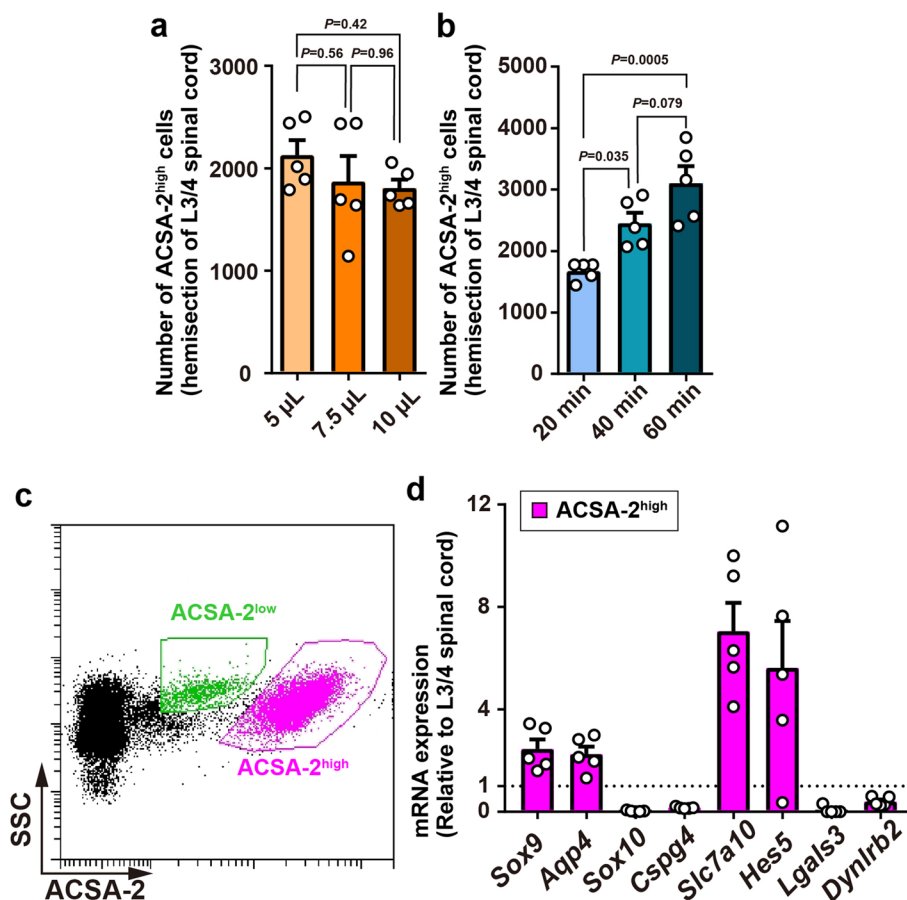 a
P=0.42
P=0.56 P=0.96
Number of ACSA-2high cells
(hemisection of L3/4 spinal cord)
3000
2000
1000
0
5 µL
7.5 µL
10 µL
b
P=0.0005
P=0.079
P=0.035
Number of ACSA-2high cells
(hemisection of L3/4 spinal cord)
5000
4000
3000
2000
1000
0
20 min
40 min
60 min
c
ACSA-2low
ACSA-2high
SSC
ACSA-2
d
ACSA-2high
mRNA expression
(Relative to L3/4 spinal cord)
12
8
4
1
0
Sox9
Aqp4
Sox10
Cspg4
Slc7a10
Hes5
Lgals3
Dynlrb2